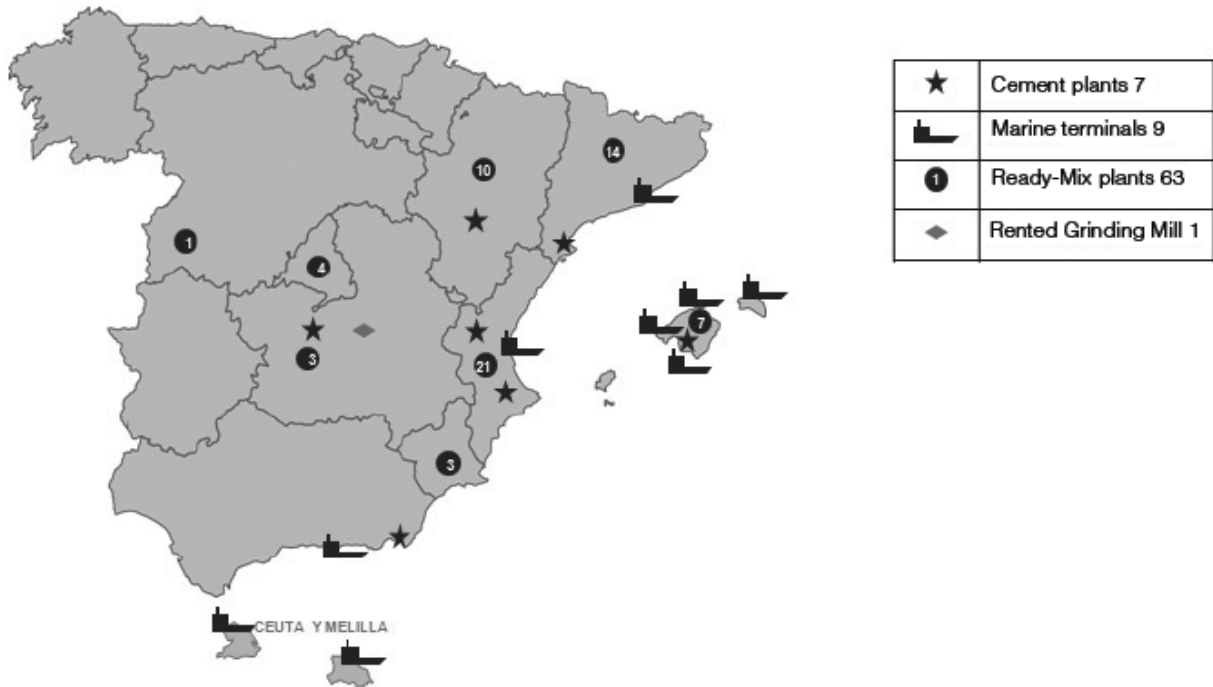 Cement plants 7
Marine terminals 9
1 Ready-Mix plants 63
Rented Grinding Mill 1
14
10
1
4
7
3
21
3
CEUTA Y MELILLA